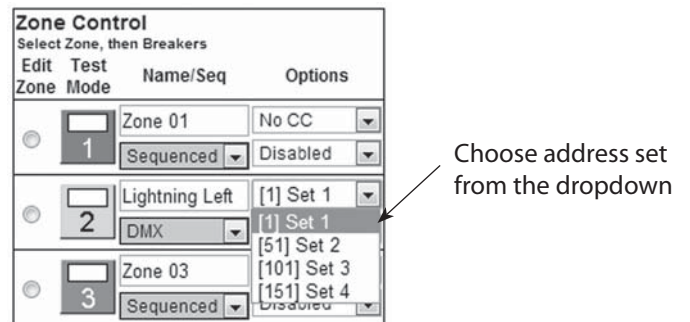 Zone Control
Select Zone, then Breakers
Edit Zone
Test Mode
Name/Seq
Options
1
Zone 01
No CC
Sequenced
Disabled
2
Lightning Left
[1] Set 1
DMX
[1] Set 1
[51] Set 2
[101] Set 3
[151] Set 4
3
Zone 03
Sequenced
Disabled
Choose address set
from the dropdown